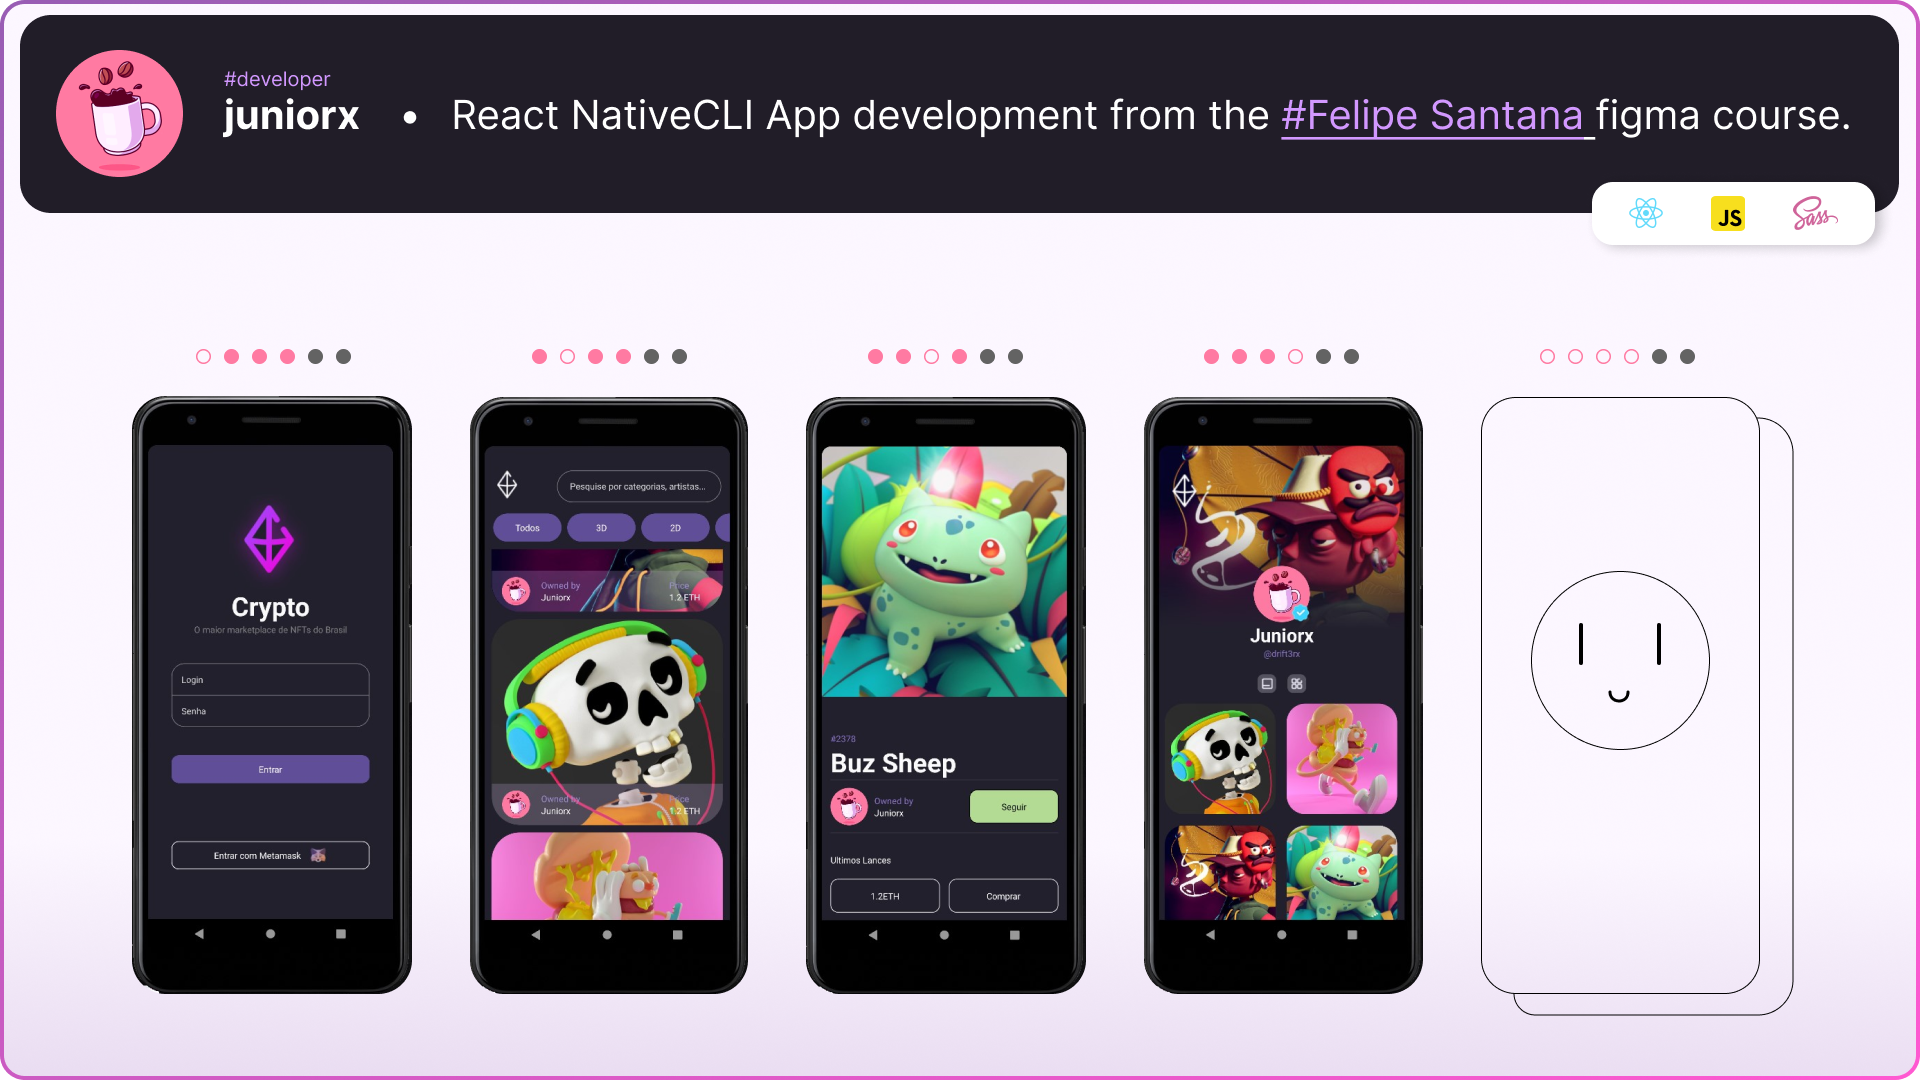 #developer
juniorx • React NativeCLI App development from the #Felipe Santana figma course.
JS
Sass
Crypto
O maior marketplace de NFTs do Brasil
Login
Senha
Entrar
Entrar com Metamask
Pesquise por categorias, artistas...
Todos
3D
2D
Owned by
Price
Juniorx
1.2 ETH
Owned by
Price
Juniorx
1.2 ETH
#2378
Buz Sheep
Owned by
Juniorx
Seguir
Ultimos Lances
1.2ETH
Comprar
Juniorx
@drift3rx